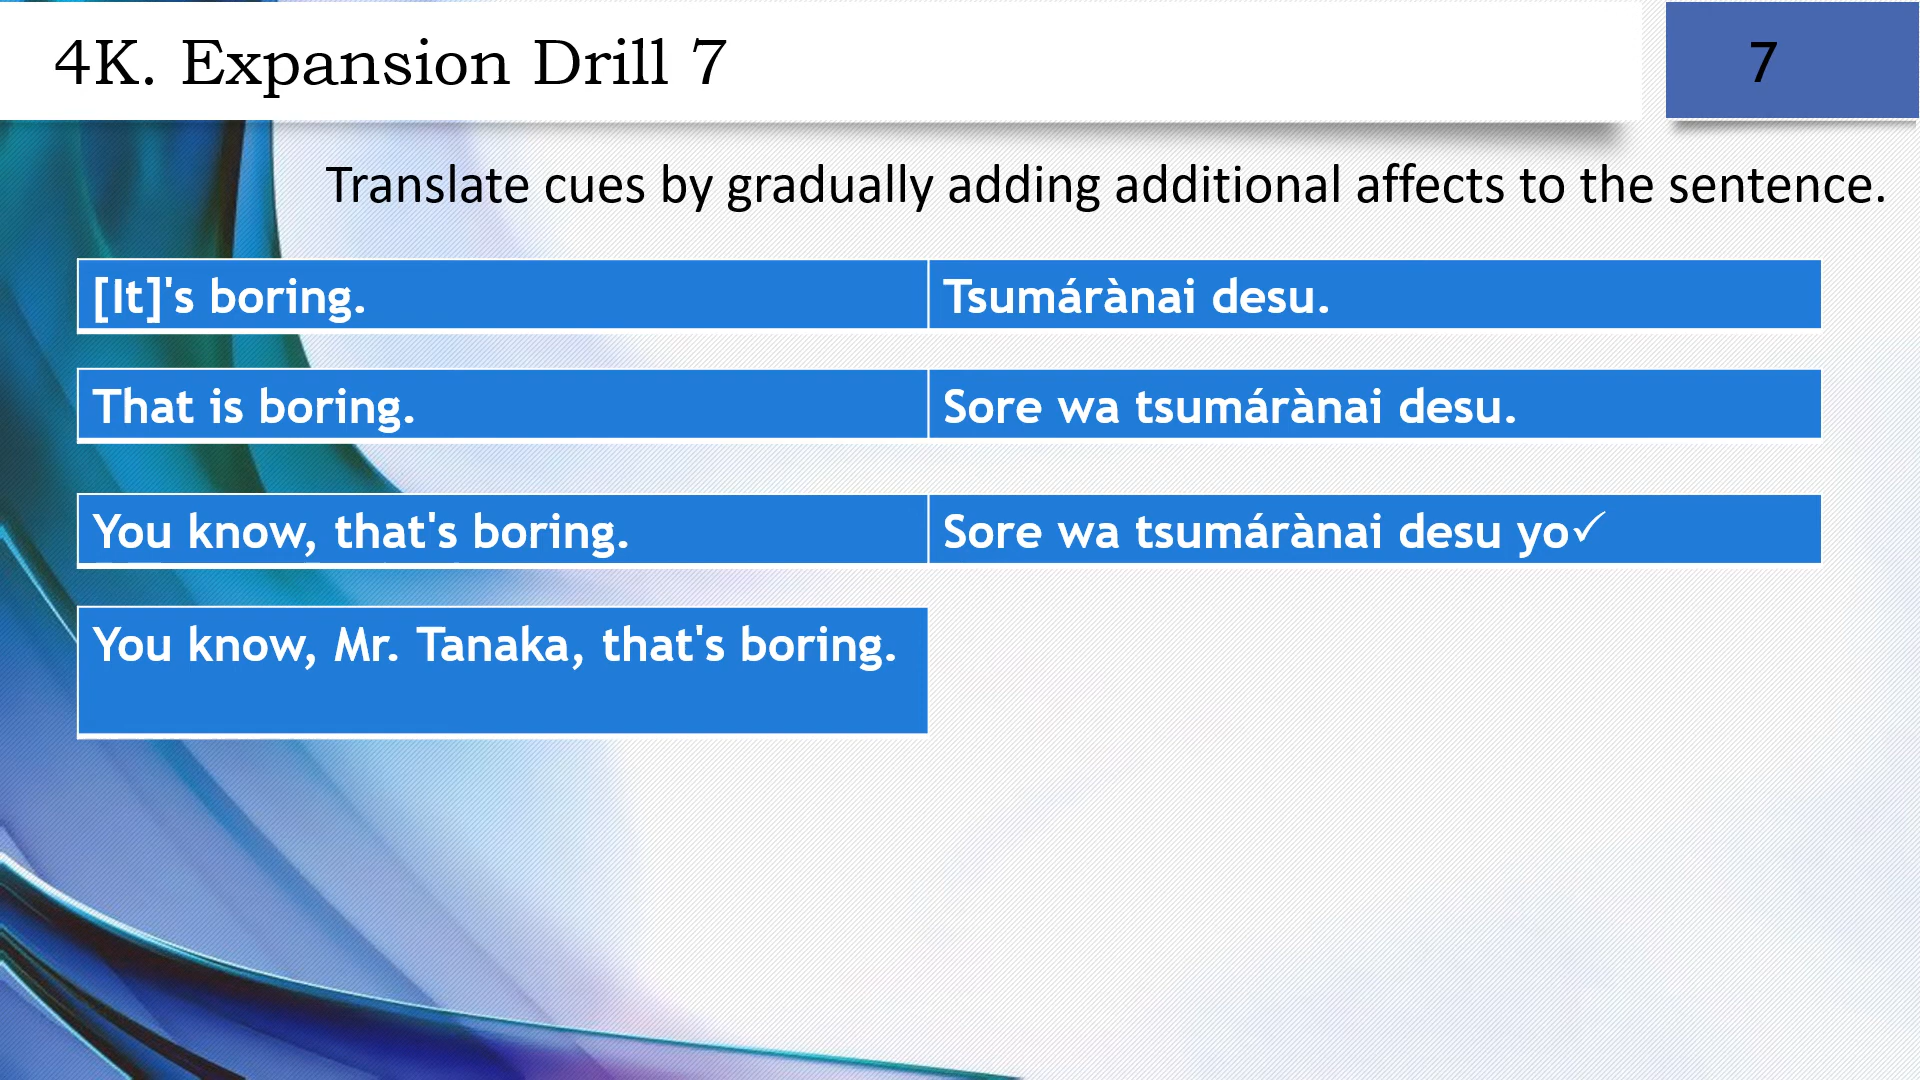 4K. Expansion Drill 7
7
Translate cues by gradually adding additional affects to the sentence.
[It]'s boring. Tsumárànai desu.
That is boring. Sore wa tsumárànai desu.
You know, that's boring. Sore wa tsumárànai desu yo✓
You know, Mr. Tanaka, that's boring.